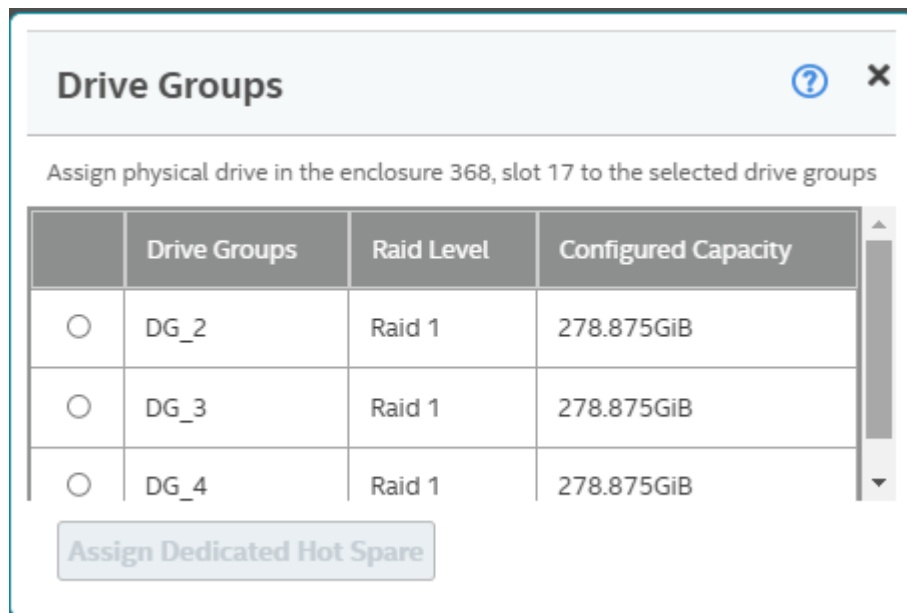 Drive Groups
Assign physical drive in the enclosure 368, slot 17 to the selected drive groups
Drive Groups Raid Level Configured Capacity
DG_2 Raid 1 278.875GiB
DG_3 Raid 1 278.875GiB
DG_4 Raid 1 278.875GiB
Assign Dedicated Hot Spare